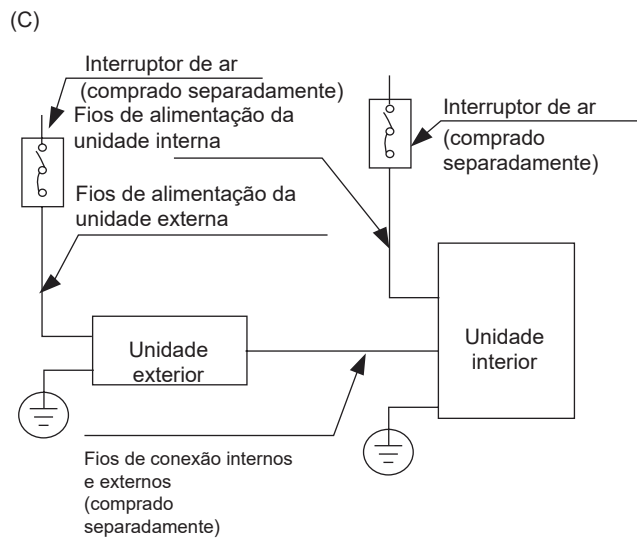 (C)
Interruptor de ar
(comprado separadamente)
Fios de alimentação da
unidade interna
Interruptor de ar
(comprado
separadamente)
Fios de alimentação da
unidade externa
Unidade
exterior
Unidade
interior
Fios de conexão internos
e externos
(comprado
separadamente)